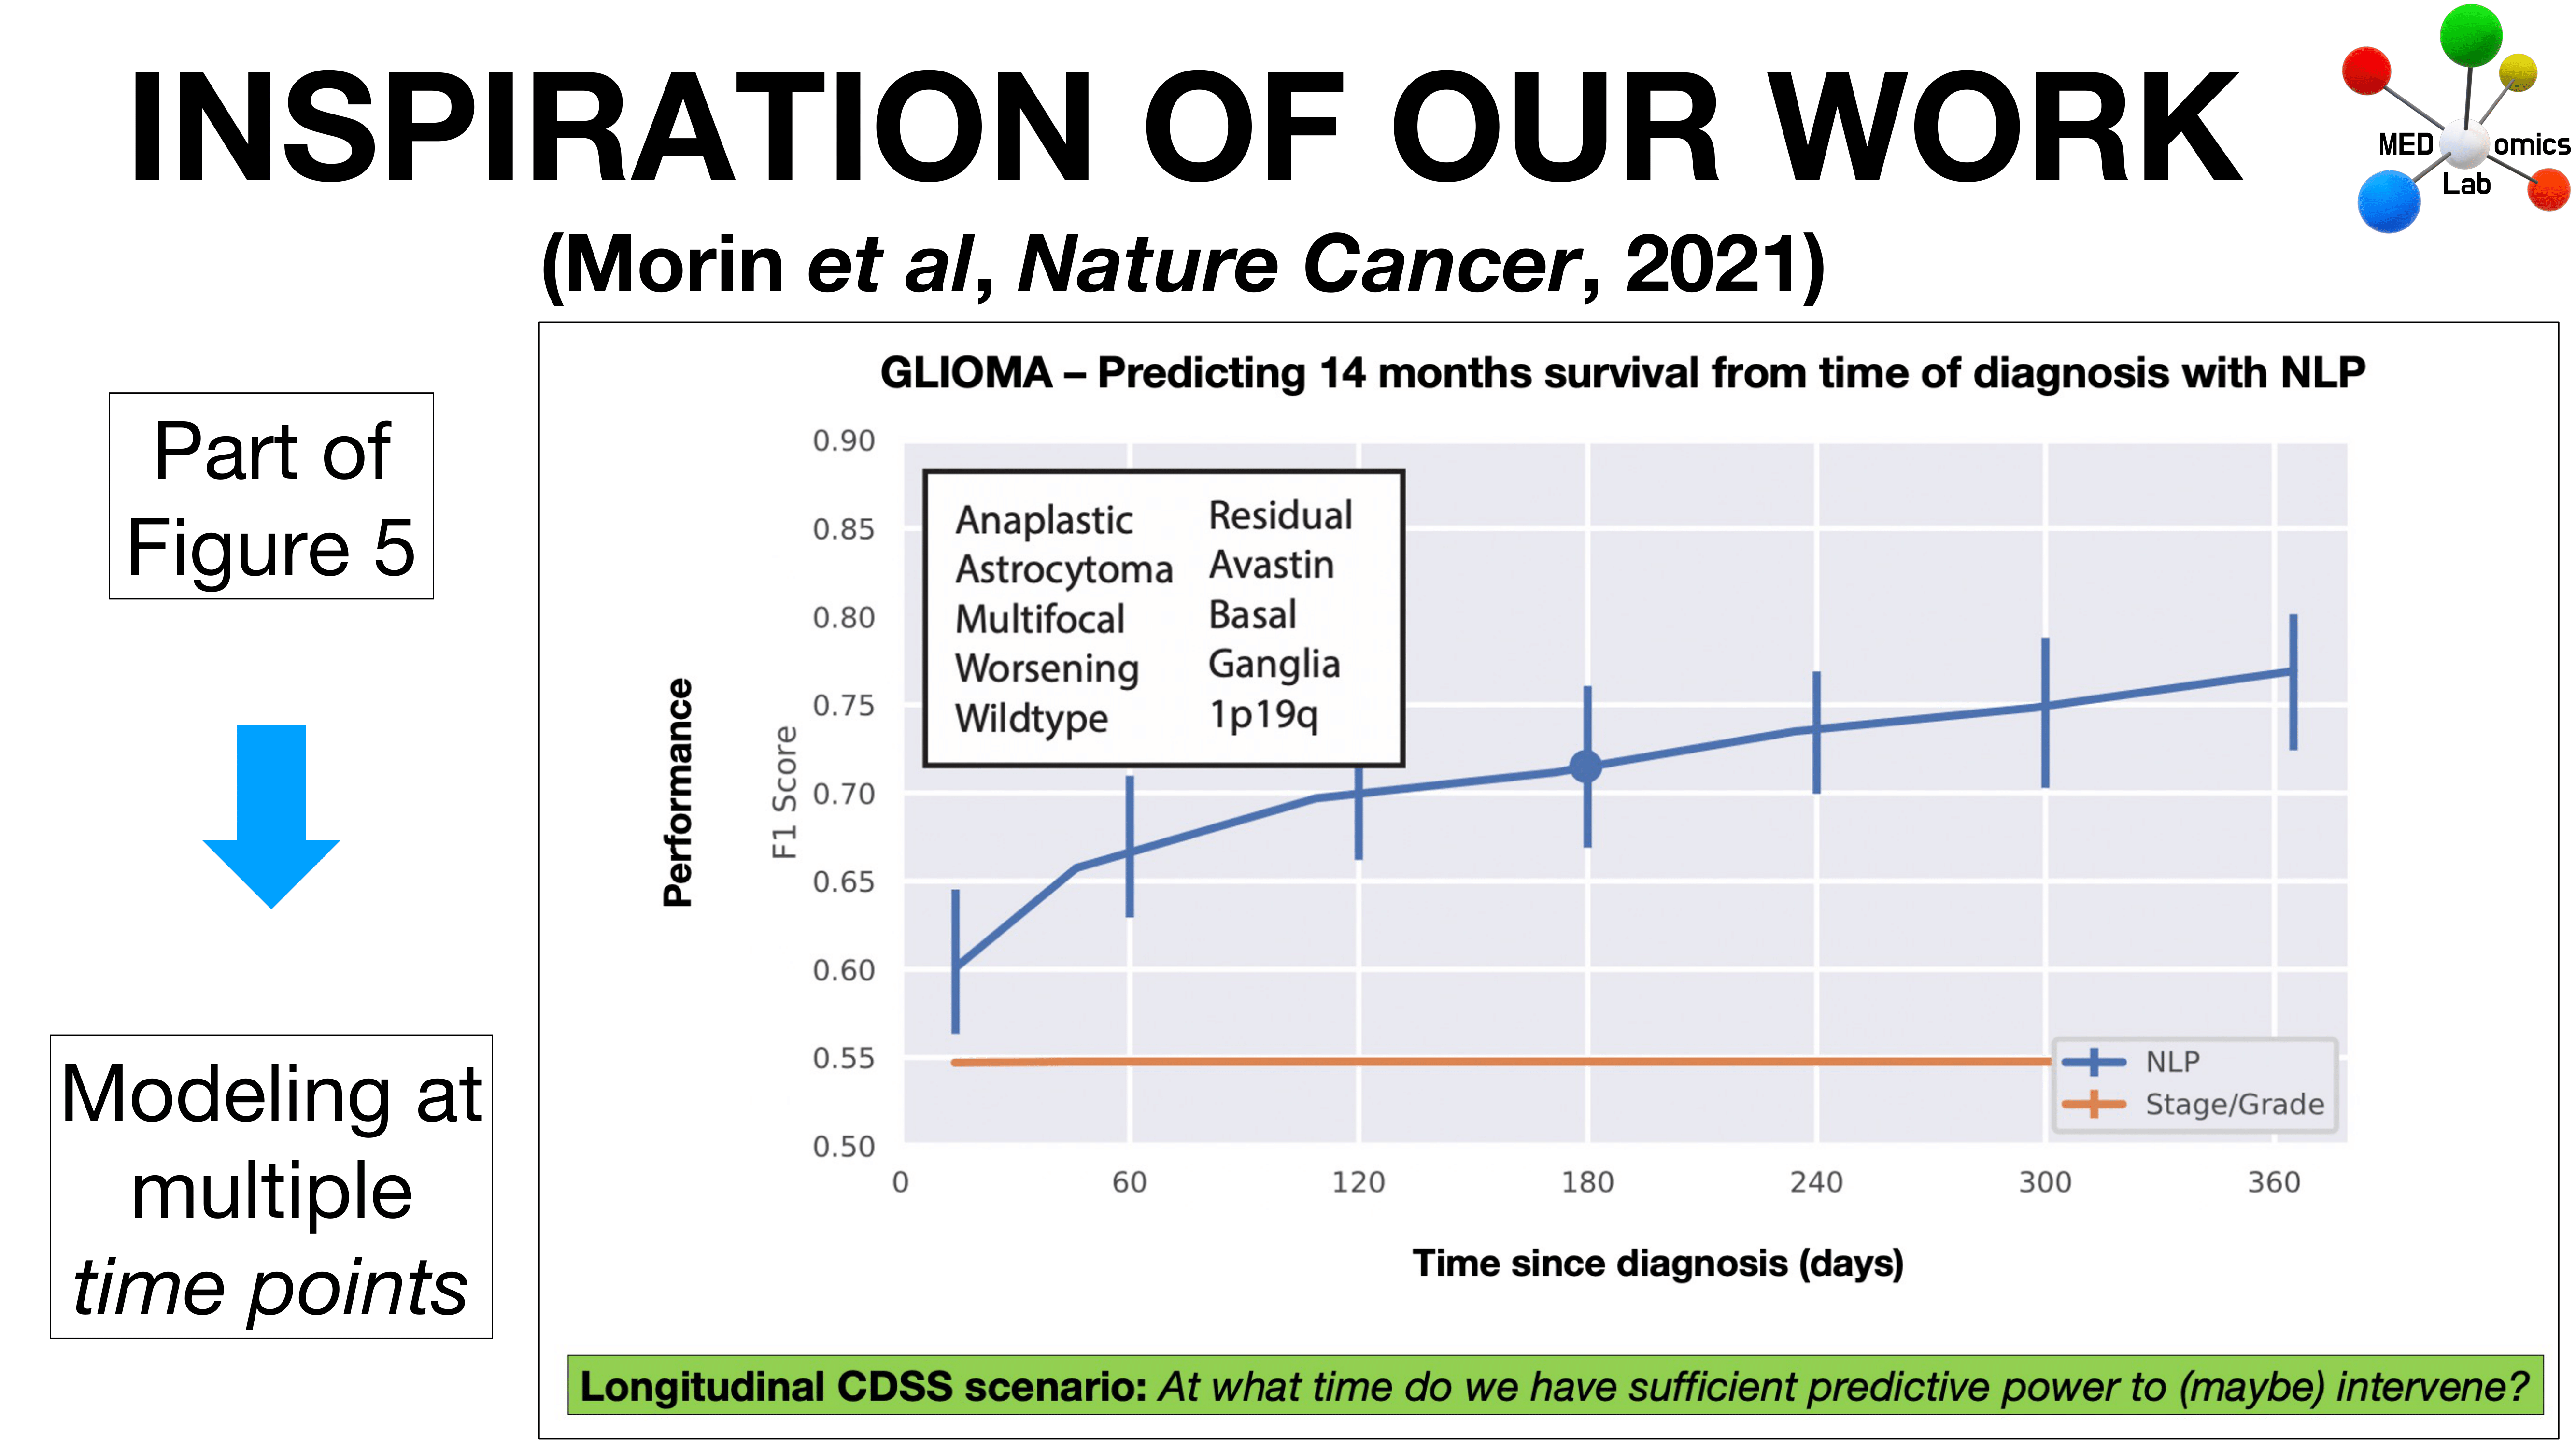 INSPIRATION OF OUR WORK
MED omics
Lab
(Morin et al, Nature Cancer, 2021)
Part of
Figure 5
Modeling at
multiple
time points
GLIOMA – Predicting 14 months survival from time of diagnosis with NLP
Performance
F1 Score
0.90
0.85
0.80
0.75
0.70
0.65
0.60
0.55
0.50
Anaplastic
Astrocytoma
Multifocal
Worsening
Wildtype
Residual
Avastin
Basal
Ganglia
1p19q
NLP
Stage/Grade
0 60 120 180 240 300 360
Time since diagnosis (days)
Longitudinal CDSS scenario: At what time do we have sufficient predictive power to (maybe) intervene?